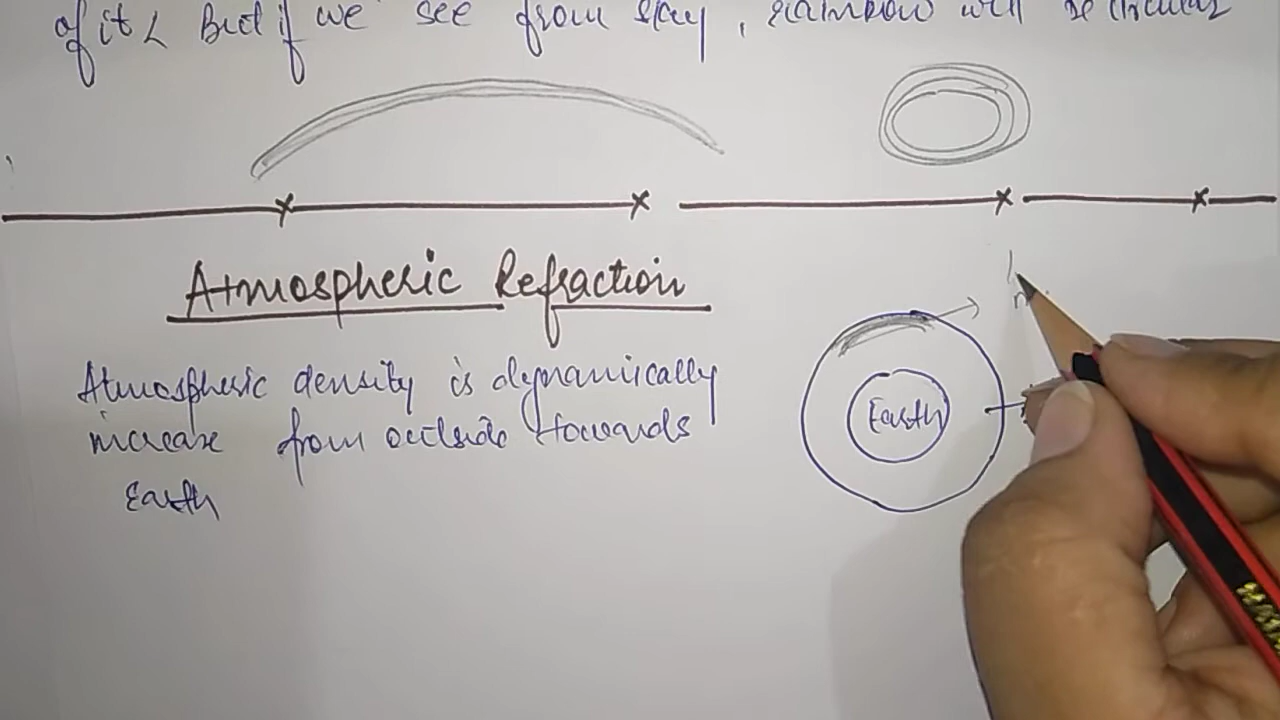 of it. But if we see from sky, rainbow will be circular
Atmospheric Refraction
Atmospheric density is dynamically
increase from outside towards
Earth
Earth